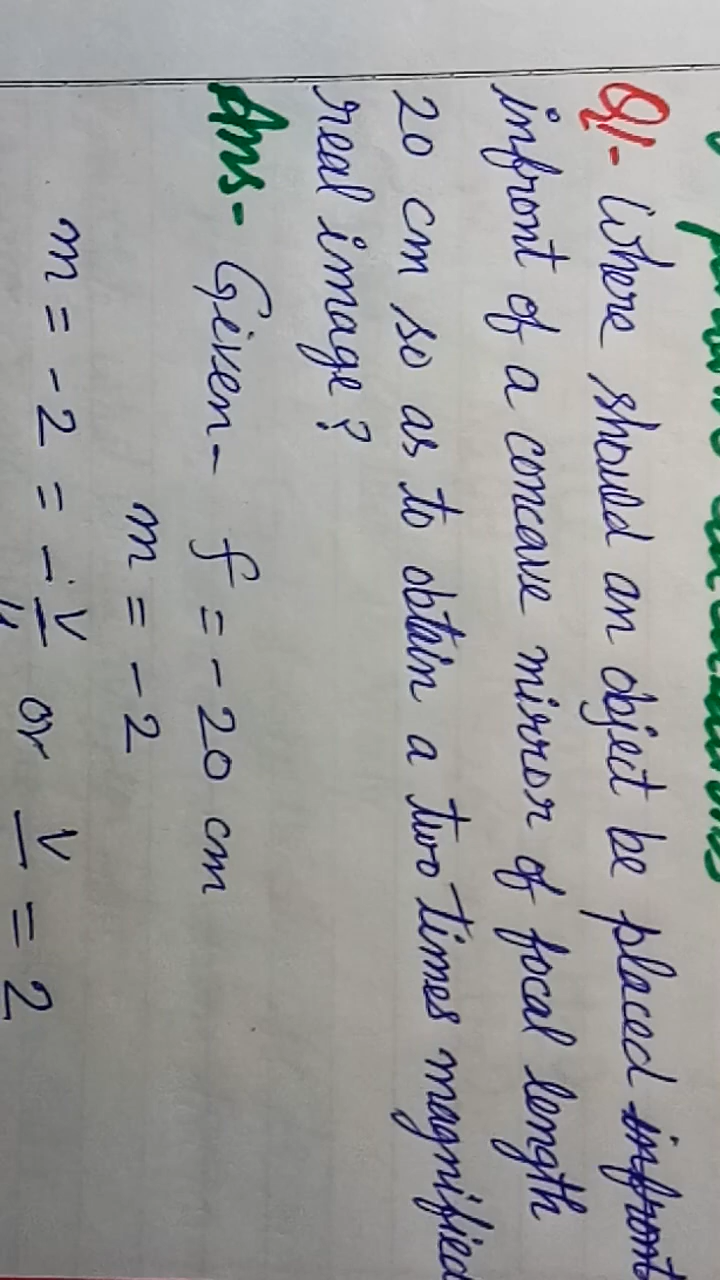 Q/- Where should an object be placed infront
infront of a concave mirror of focal length
20 cm so as to obtain a two times magnified
real image?
Ans- Given- f = -20 cm
m = -2
m = -2 = -v/u or v/ = 2